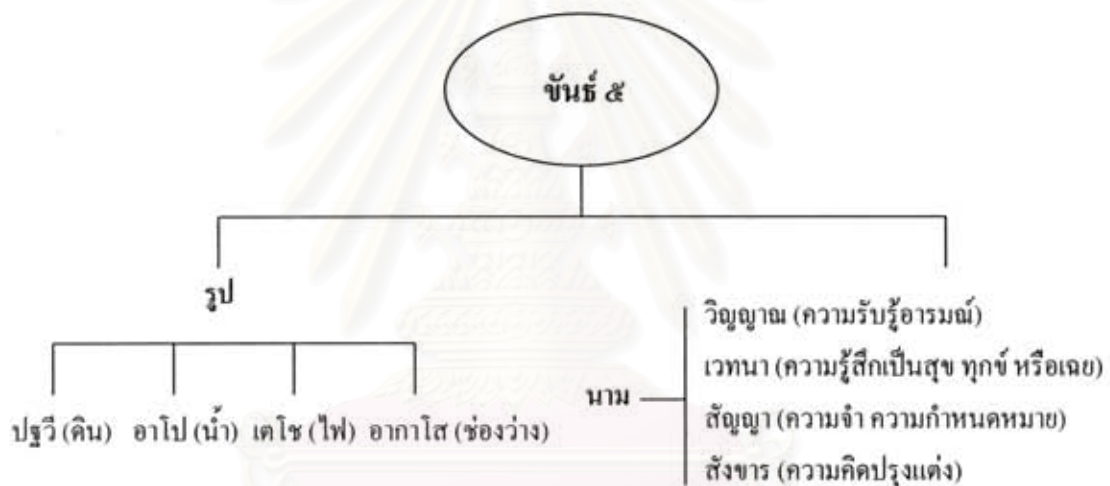 ขันธ์ ๕
รูป
ปฐวี (ดิน) อาโป (น้ำ) เตโช (ไฟ) อากาโส (ช่องว่าง)
นาม
วิญญาณ (ความรับรู้อารมณ์)
เวทนา (ความรู้สึกเป็นสุข ทุกข์ หรือเฉย)
สัญญา (ความจำ ความกำหนดหมาย)
สังขาร (ความคิดปรุงแต่ง)